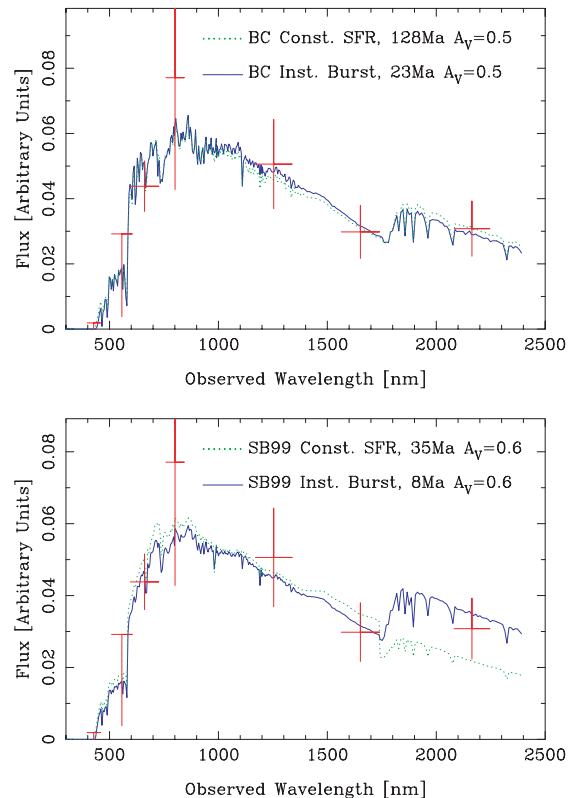 BC Const. SFR, 128Ma A_V=0.5
BC Inst. Burst, 23Ma A_V=0.5
Flux [Arbitrary Units]
0 0.02 0.04 0.06 0.08
500 1000 1500 2000 2500
Observed Wavelength [nm]
SB99 Const. SFR, 35Ma A_V=0.6
SB99 Inst. Burst, 8Ma A_V=0.6
Flux [Arbitrary Units]
0 0.02 0.04 0.06 0.08
500 1000 1500 2000 2500
Observed Wavelength [nm]